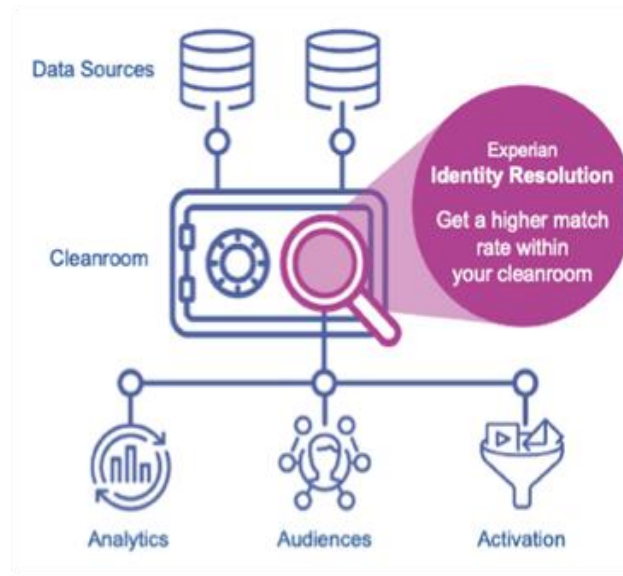 Data Sources
Experian
Identity Resolution
Get a higher match
rate within
your cleanroom
Cleanroom
Analytics
Audiences
Activation